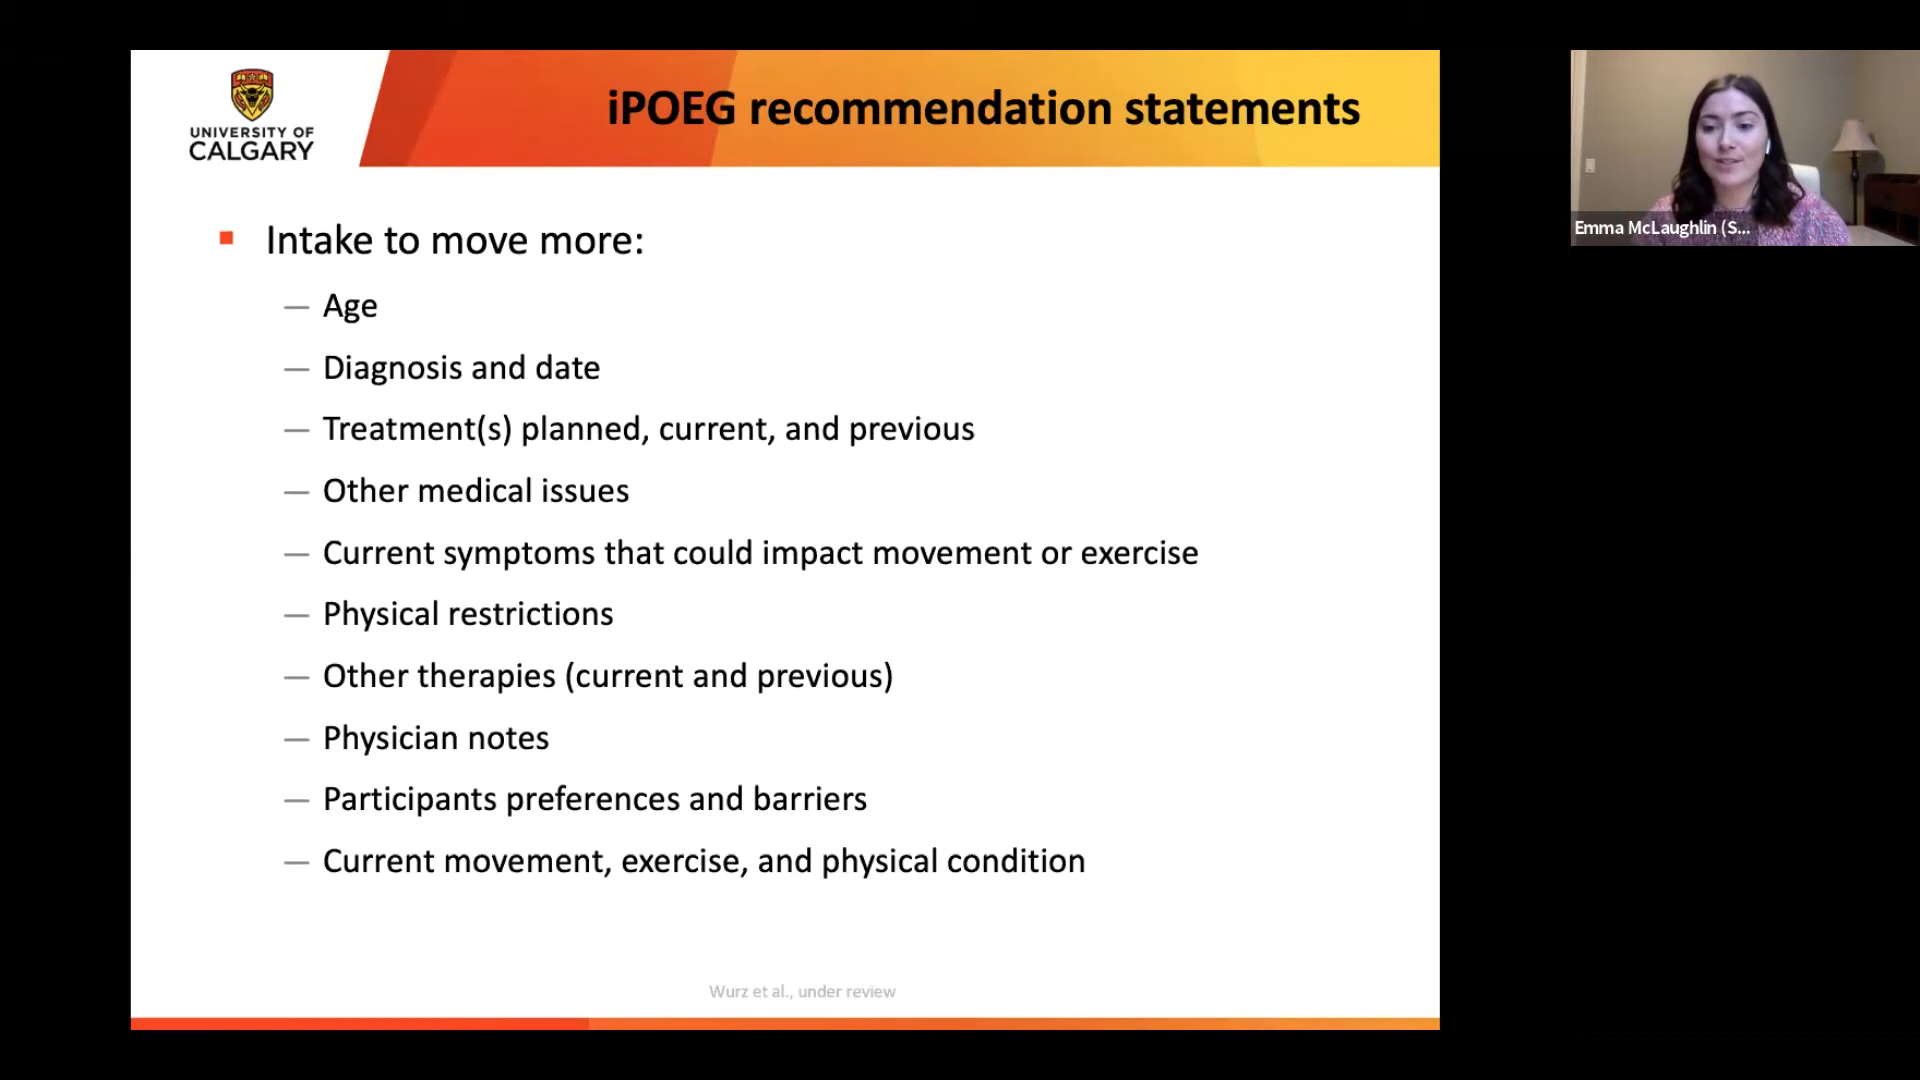 UNIVERSITY OF
CALGARY
iPOEG recommendation statements
Intake to move more:
— Age
— Diagnosis and date
— Treatment(s) planned, current, and previous
— Other medical issues
— Current symptoms that could impact movement or exercise
— Physical restrictions
— Other therapies (current and previous)
— Physician notes
— Participants preferences and barriers
— Current movement, exercise, and physical condition
Wurz et al., under review
Emma McLaughlin (S...